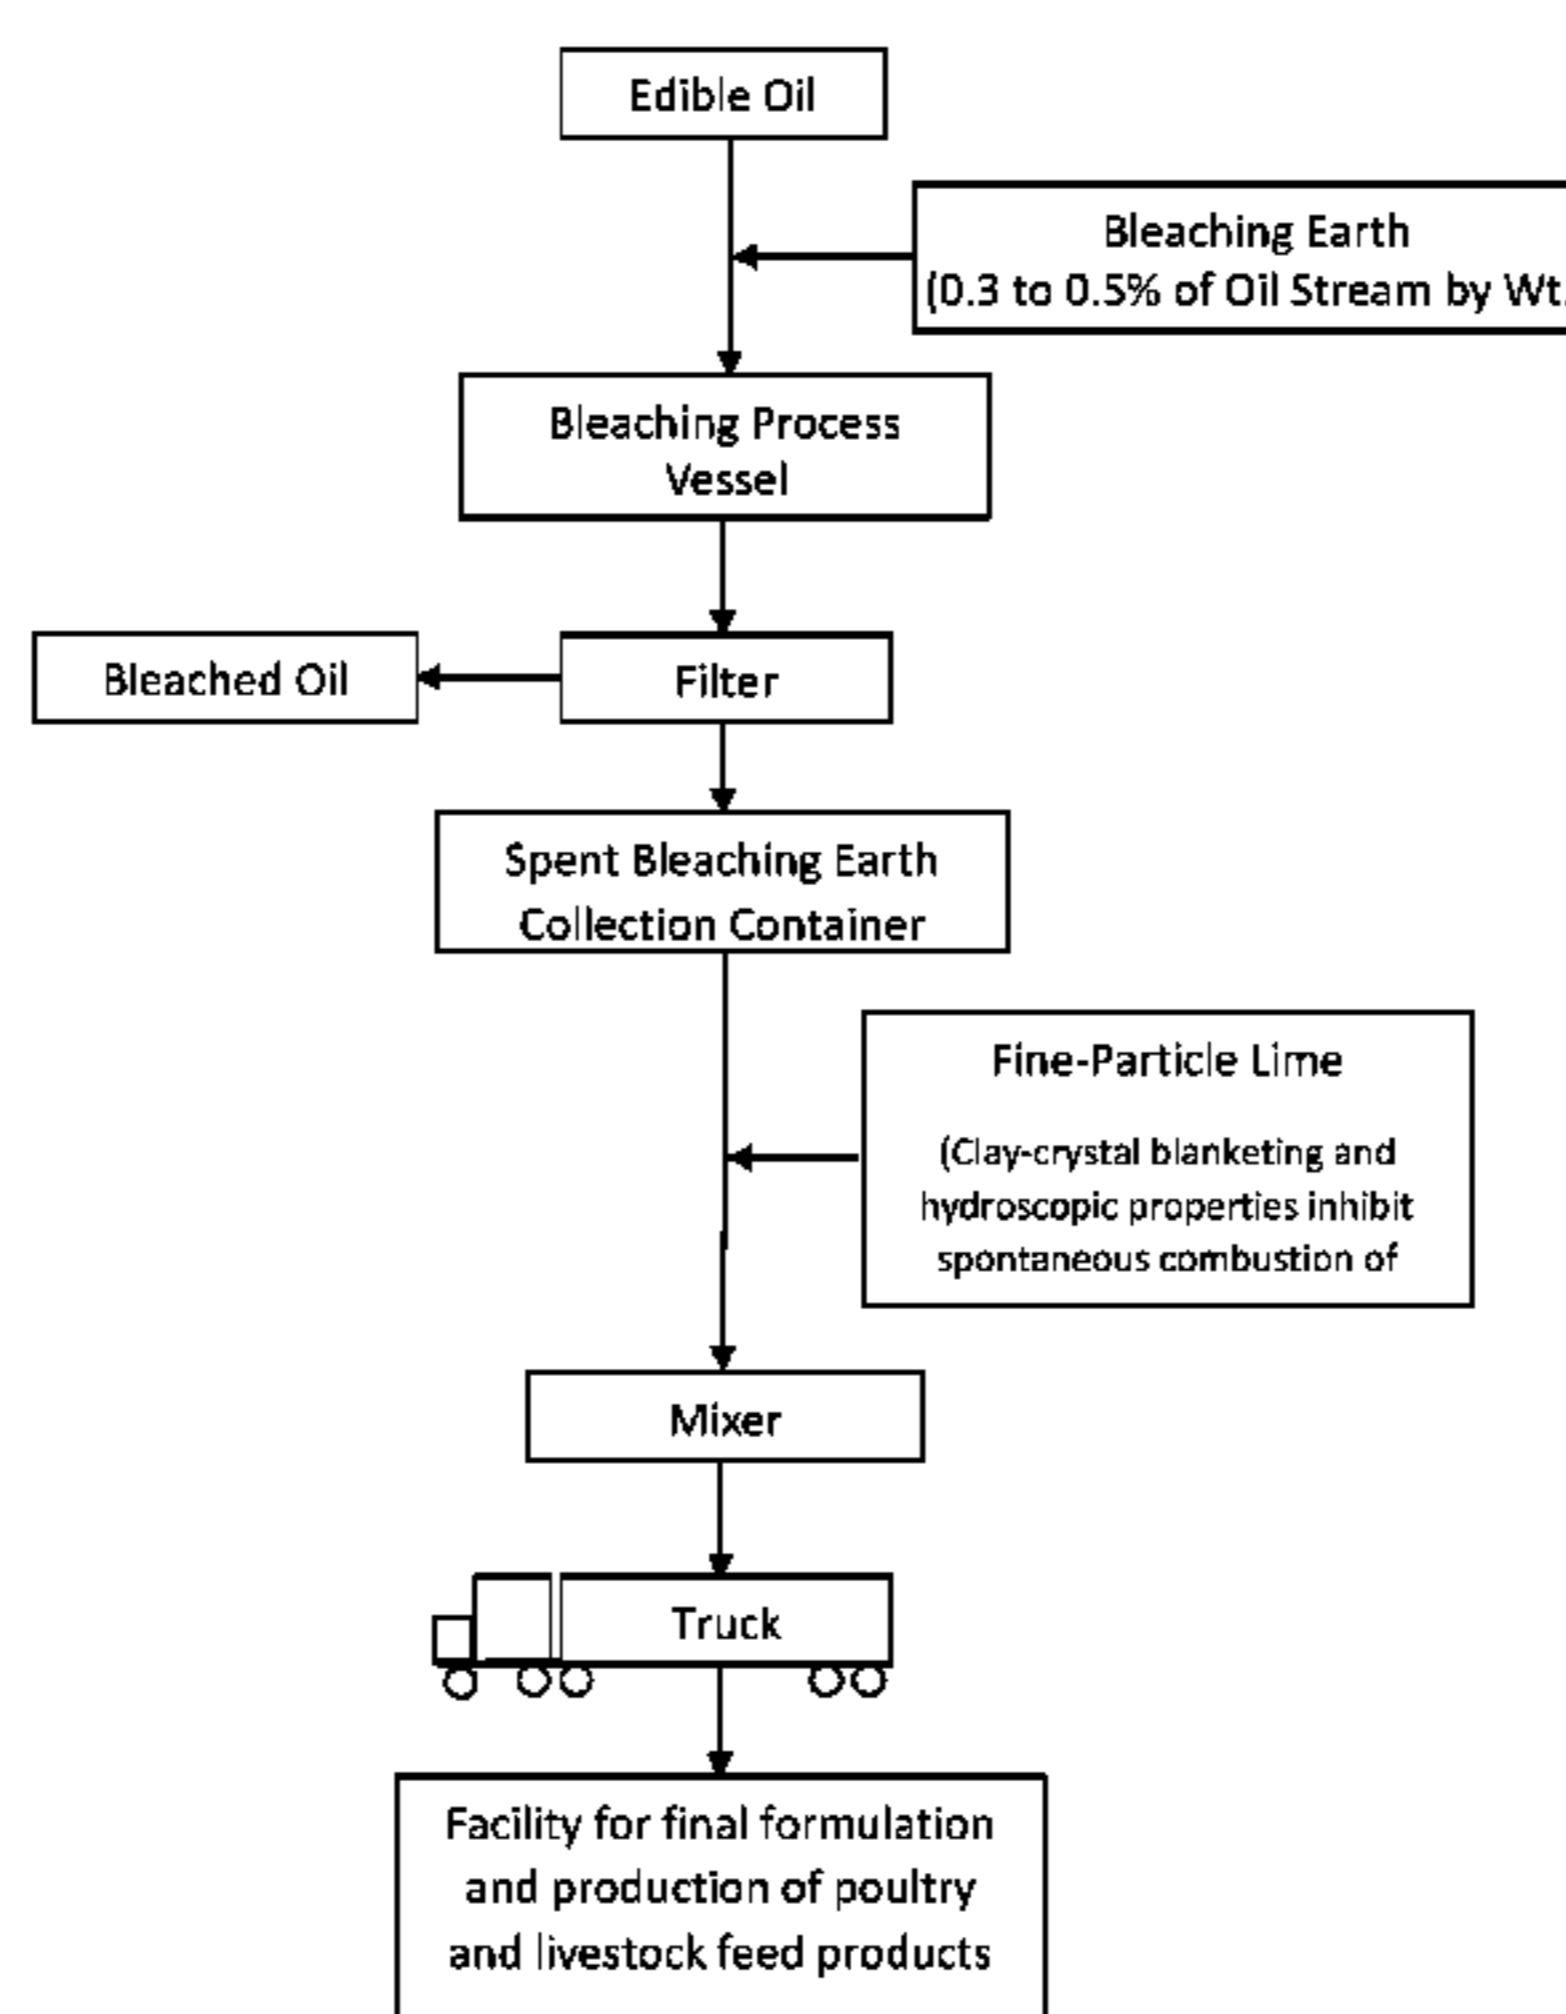 Edible Oil
Bleaching Earth
(0.3 to 0.5% of Oil Stream by Wt.
Bleaching Process
Vessel
Bleached Oil
Filter
Spent Bleaching Earth
Collection Container
Fine-Particle Lime
(Clay-crystal blanketing and
hydroscopic properties inhibit
spontaneous combustion of
Mixer
Truck
Facility for final formulation
and production of poultry
and livestock feed products